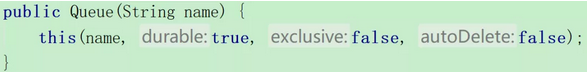 public Queue(String name) {
this(name, durable: true, exclusive: false, autoDelete: false);
}